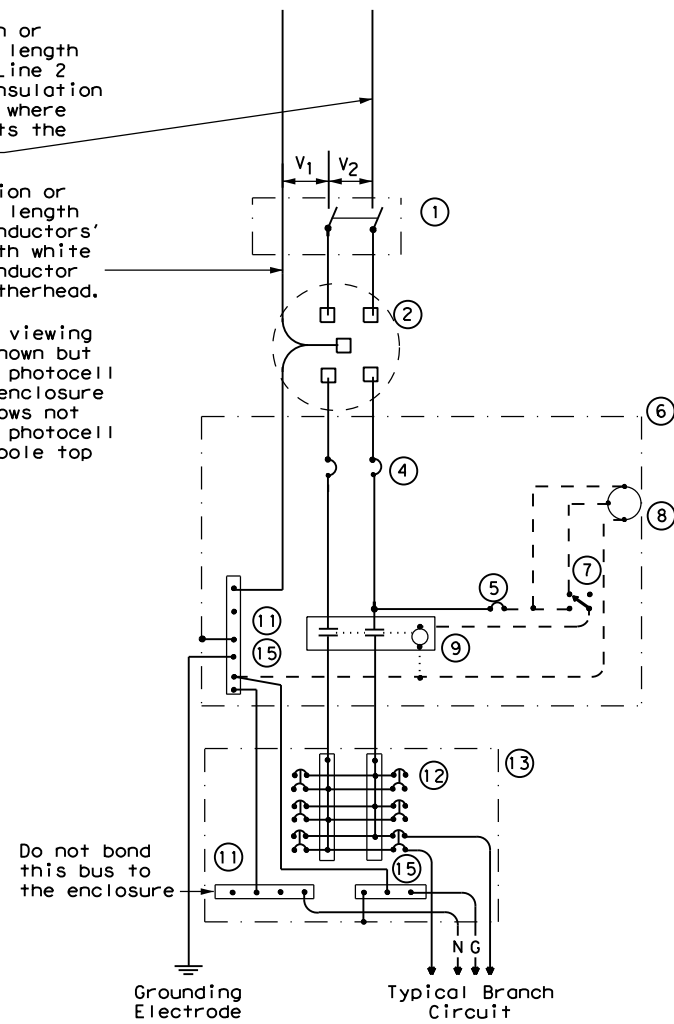 or
length
Line 2
insulation
where
ts the
V1
V2
ion or
length
nductors'
th white
nductor
therhead.
1
viewing
hown but
photocell
enclosure
ows not
photocell
pole top
2
6
4
8
5
7
11
15
9
13
12
Do not bond
this bus to
the enclosure
11
15
N G
Grounding
Electrode
Typical Branch
Circuit